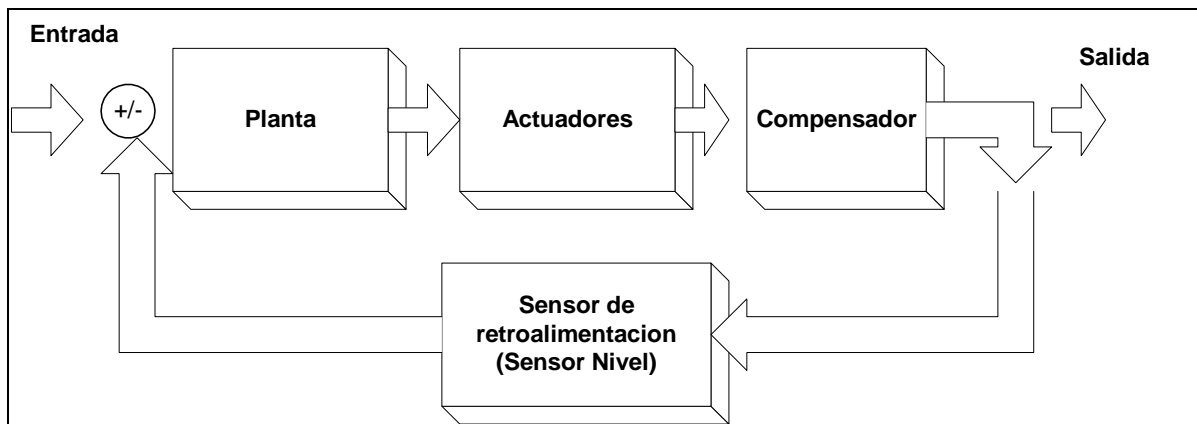 Entrada
Salida
+/-
Planta
Actuadores
Compensador
Sensor de
retroalimentacion
(Sensor Nivel)